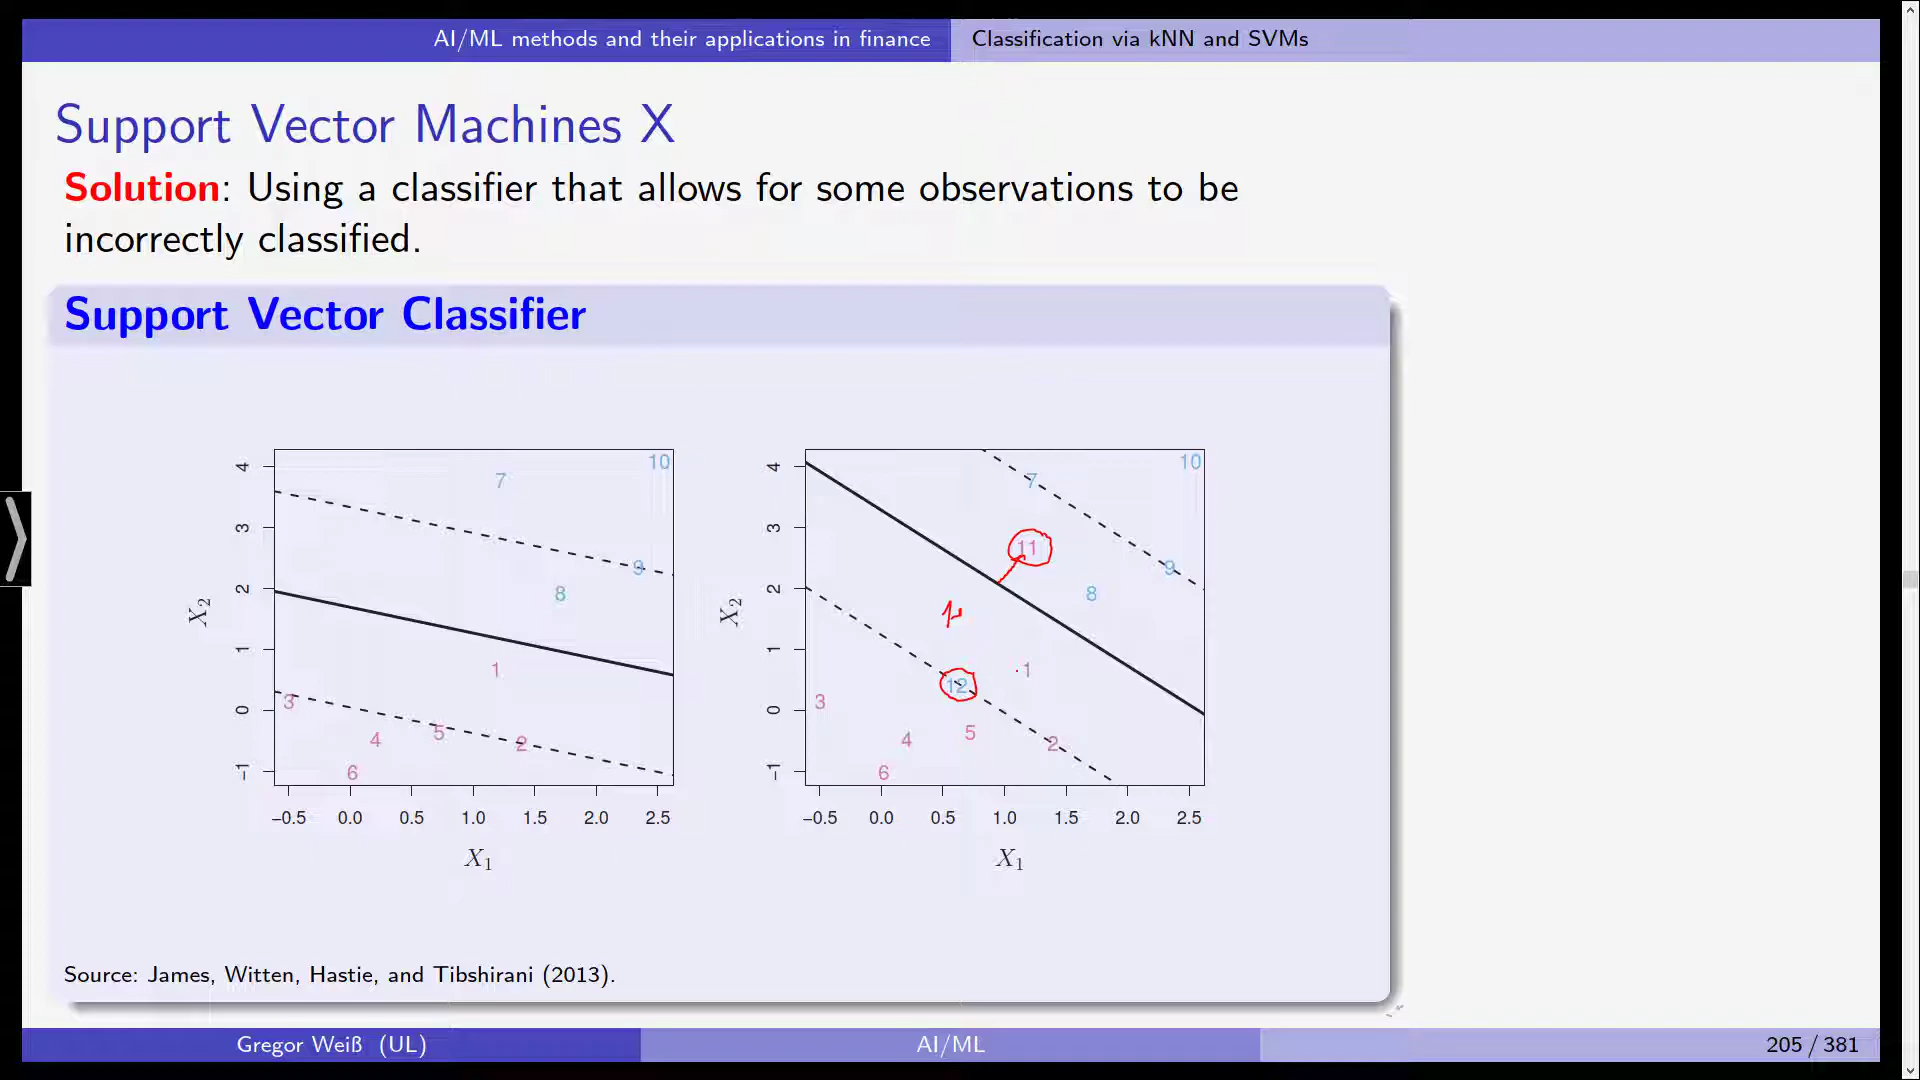 AI/ML methods and their applications in finance Classification via kNN and SVMs
Support Vector Machines X
Solution: Using a classifier that allows for some observations to be
incorrectly classified.
Support Vector Classifier
4 3 2 1 0 −1
X2
7 10 9 8 1 3 4 5 2 6
−0.5 0.0 0.5 1.0 1.5 2.0 2.5
X1
4 3 2 1 0 −1
X2
10 7 11 9 8 1 12 3 4 5 2 6
−0.5 0.0 0.5 1.0 1.5 2.0 2.5
X1
Source: James, Witten, Hastie, and Tibshirani (2013).
Gregor Weiß (UL) AI/ML 205 / 381